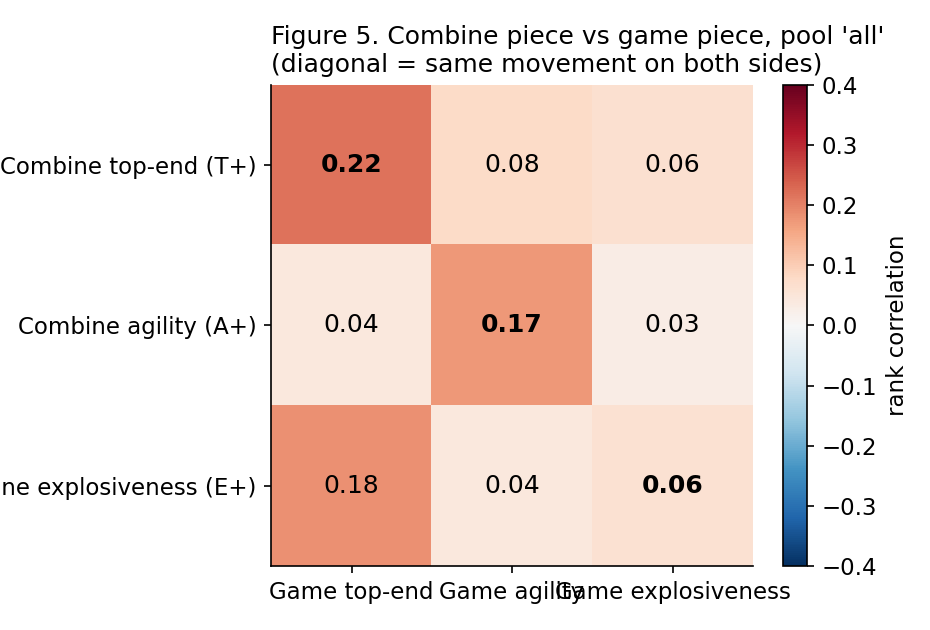 Figure 5. Combine piece vs game piece, pool 'all'
(diagonal = same movement on both sides)
Combine top-end (T+)
0.22
0.08
0.06
Combine agility (A+)
0.04
0.17
0.03
ne explosiveness (E+)
0.18
0.04
0.06
Game top-end
Game agility
Game explosiveness
0.4
0.3
0.2
0.1
0.0
−0.1
−0.2
−0.3
−0.4
rank correlation